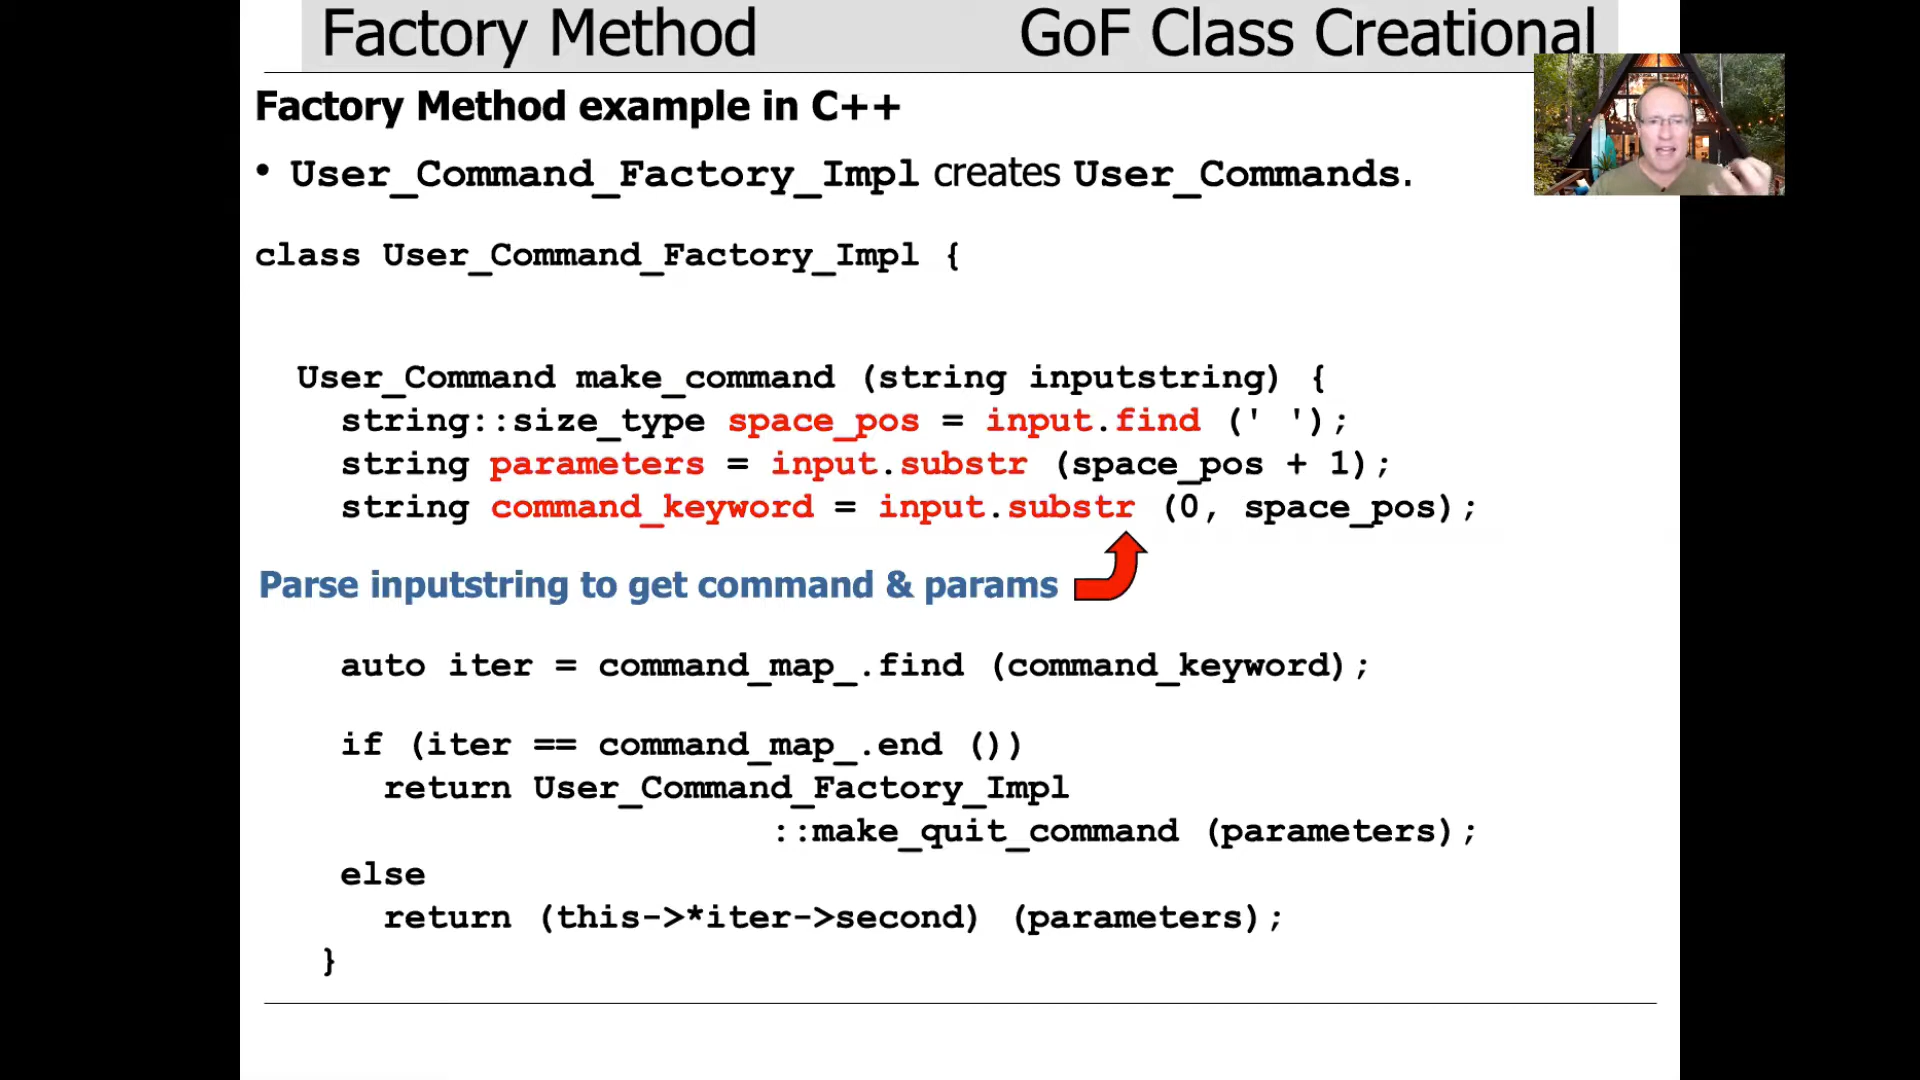 Factory Method GoF Class Creational
Factory Method example in C++
• User_Command_Factory_Impl creates User_Commands.
class User_Command_Factory_Impl {
User_Command make_command (string inputstring) {
string::size_type space_pos = input.find (' ');
string parameters = input.substr (space_pos + 1);
string command_keyword = input.substr (0, space_pos);
Parse inputstring to get command & params
auto iter = command_map_.find (command_keyword);
if (iter == command_map_.end ())
return User_Command_Factory_Impl
::make_quit_command (parameters);
else
return (this->*iter->second) (parameters);
}